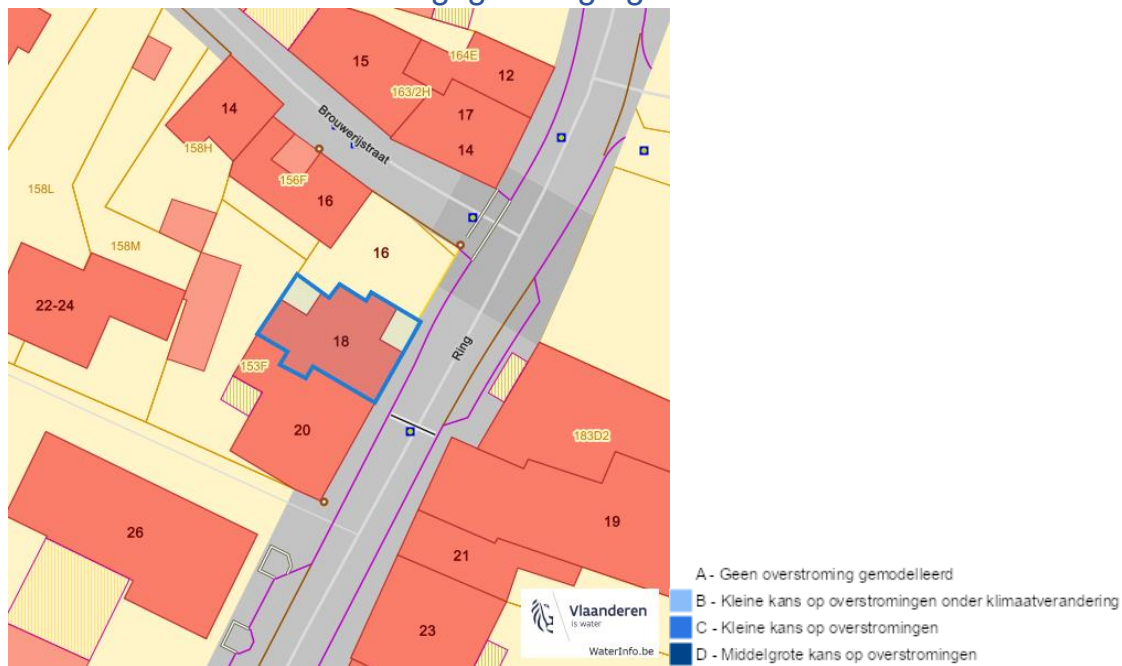 15
164E
12
163/2H
17
14
Brouwerijstraat
14
158H
156F
16
158L
158M
16
22-24
18
Ring
153F
20
183D2
26
19
21
23
Vlaanderen
is water
WaterInfo.be
A - Geen overstroming gemodelleerd
B - Kleine kans op overstromingen onder klimaatverandering
C - Kleine kans op overstromingen
D - Middelgrote kans op overstromingen